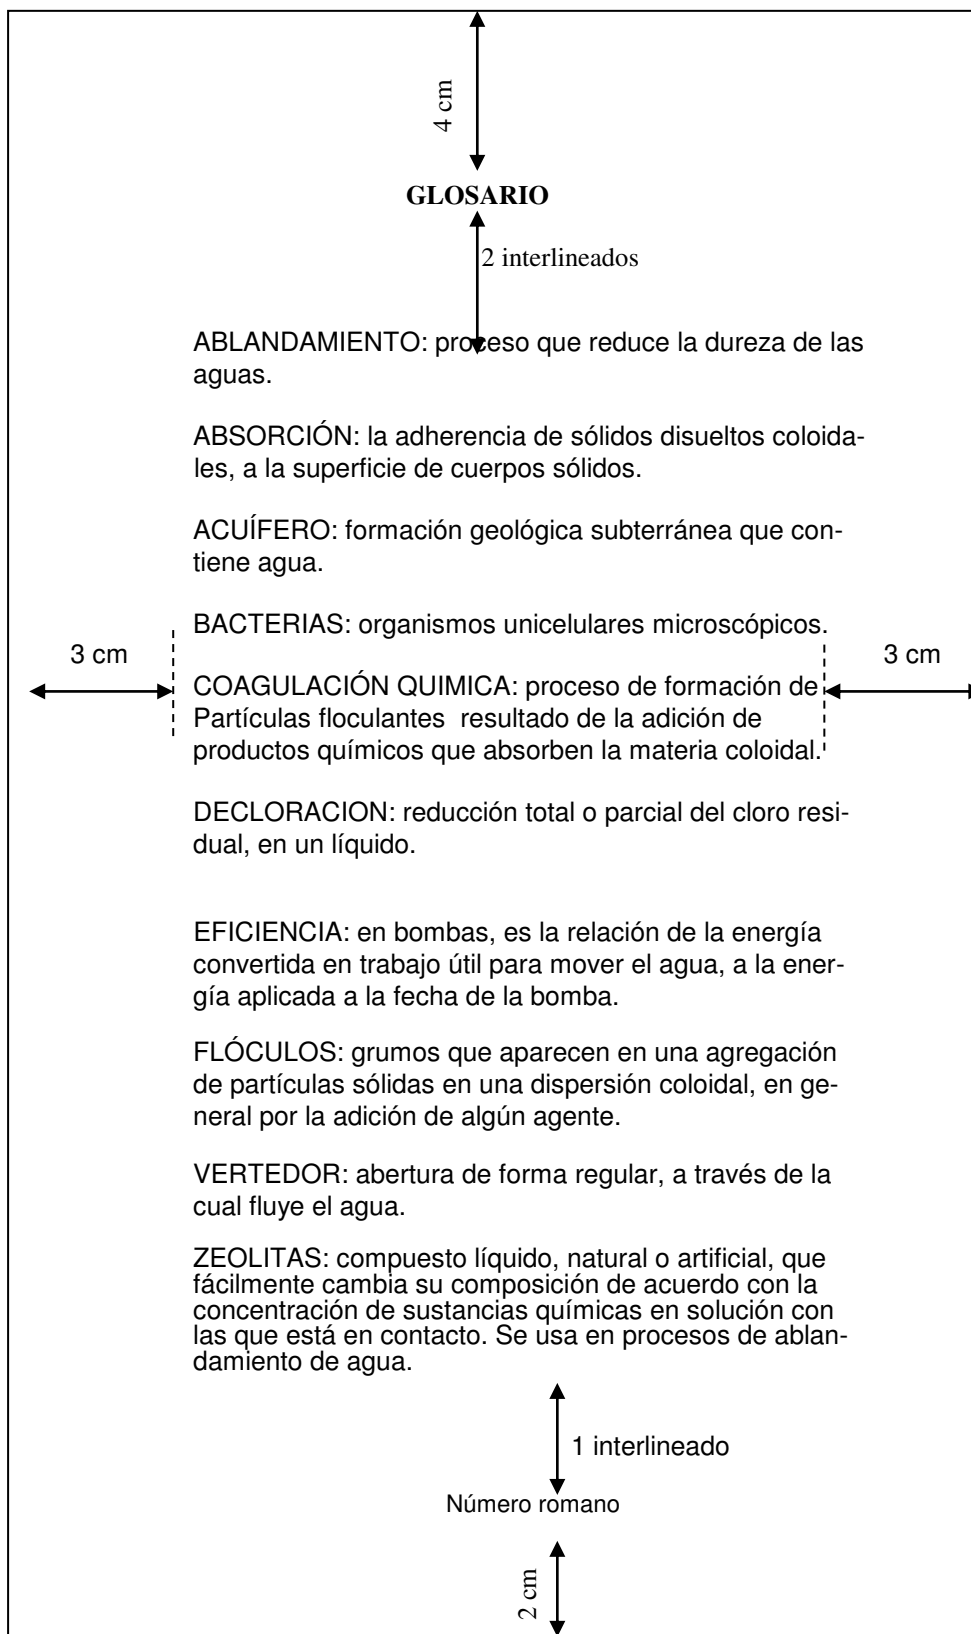 4 cm
GLOSARIO
2 interlineados
ABLANDAMIENTO: proceso que reduce la dureza de las
aguas.
ABSORCIÓN: la adherencia de sólidos disueltos coloida-
les, a la superficie de cuerpos sólidos.
ACUÍFERO: formación geológica subterránea que con-
tiene agua.
BACTERIAS: organismos unicelulares microscópicos.
3 cm
3 cm
COAGULACIÓN QUIMICA: proceso de formación de
Partículas floculantes  resultado de la adición de
productos químicos que absorben la materia coloidal.
DECLORACION: reducción total o parcial del cloro resi-
dual, en un líquido.
EFICIENCIA: en bombas, es la relación de la energía
convertida en trabajo útil para mover el agua, a la ener-
gía aplicada a la fecha de la bomba.
FLÓCULOS: grumos que aparecen en una agregación
de partículas sólidas en una dispersión coloidal, en ge-
neral por la adición de algún agente.
VERTEDOR: abertura de forma regular, a través de la
cual fluye el agua.
ZEOLITAS: compuesto líquido, natural o artificial, que
fácilmente cambia su composición de acuerdo con la
concentración de sustancias químicas en solución con
las que está en contacto. Se usa en procesos de ablan-
damiento de agua.
1 interlineado
Número romano
2 cm